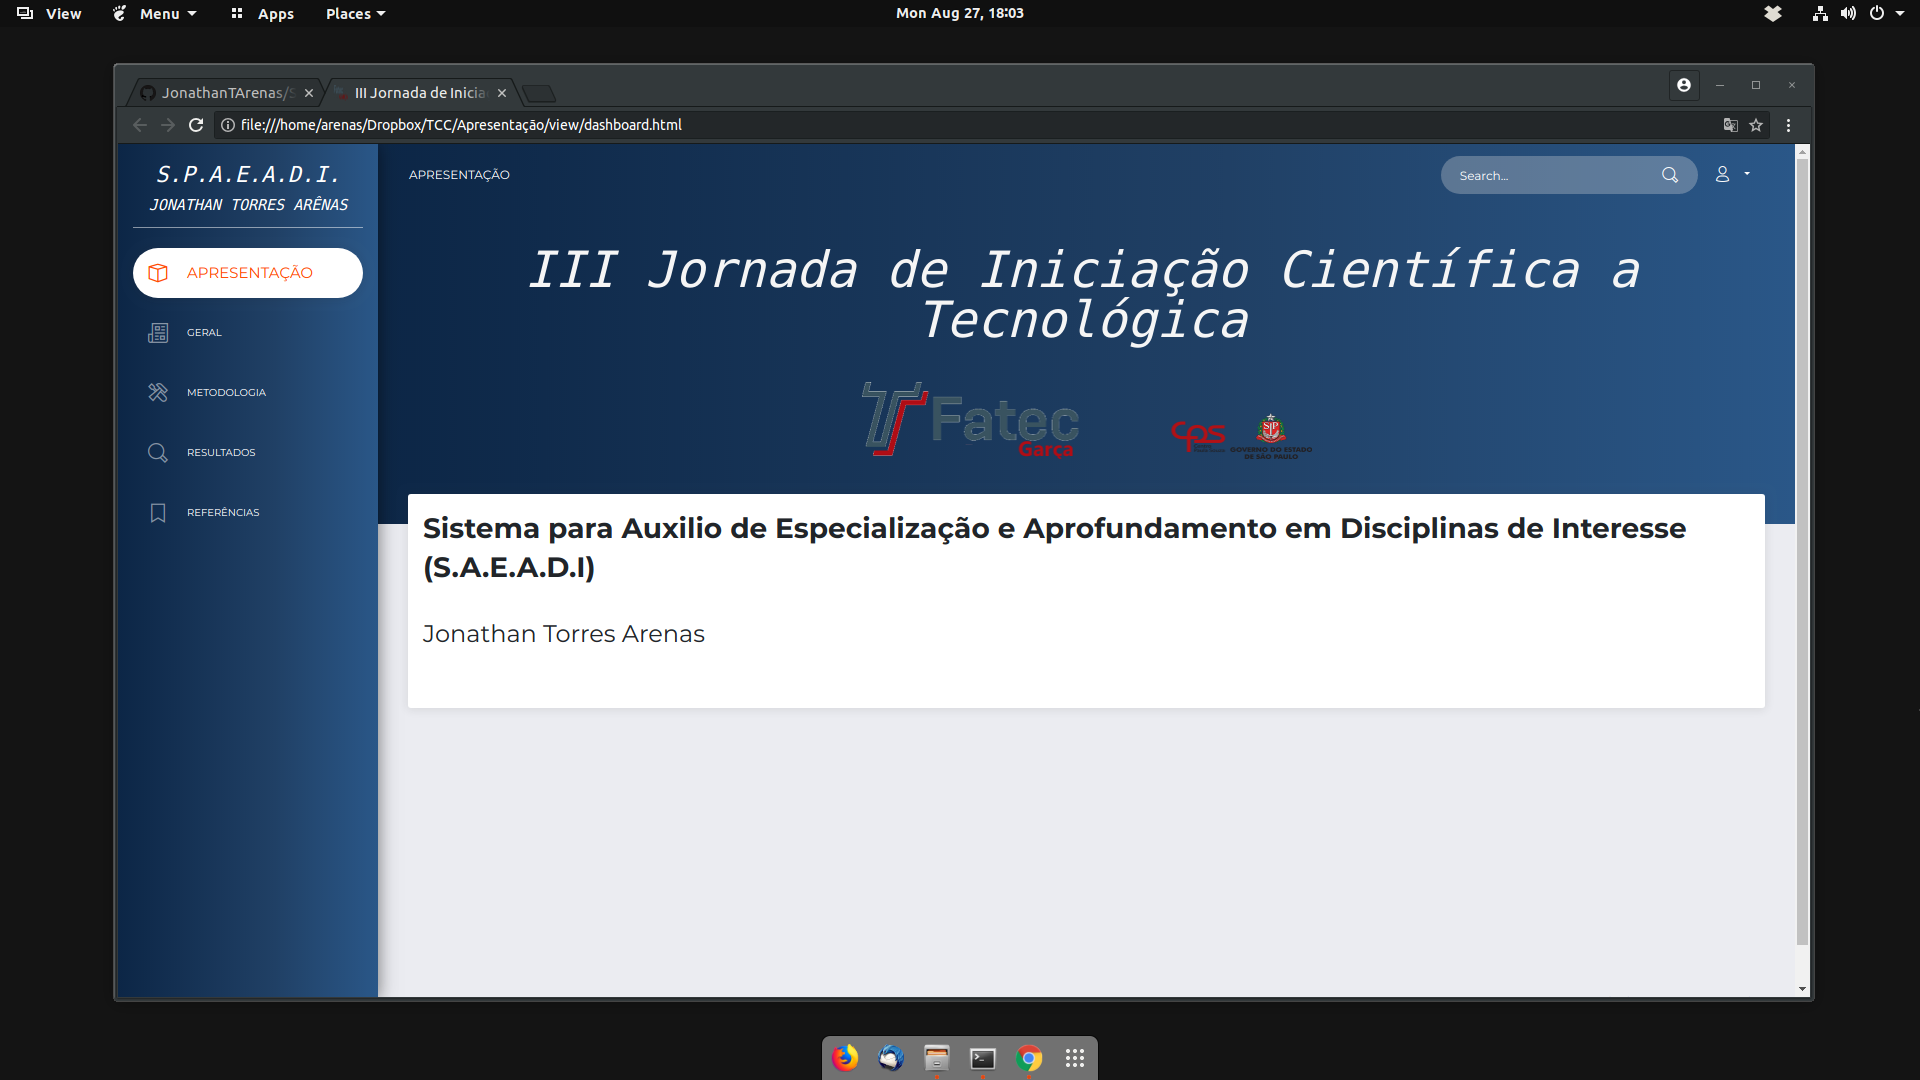 View Menu Apps Places Mon Aug 27, 18:03
JonathanTArenas/S III Jornada de Inicia
file:///home/arenas/Dropbox/TCC/Apresentação/view/dashboard.html
S.P.A.E.A.D.I.
JONATHAN TORRES ARÊNAS
APRESENTAÇÃO
GERAL
METODOLOGIA
RESULTADOS
REFERÊNCIAS
APRESENTAÇÃO Search...
III Jornada de Iniciação Científica a
Tecnológica
Fatec
Garça
cps
SP
GOVERNO DO ESTADO
DE SÃO PAULO
Sistema para Auxilio de Especialização e Aprofundamento em Disciplinas de Interesse
(S.A.E.A.D.I)
Jonathan Torres Arenas